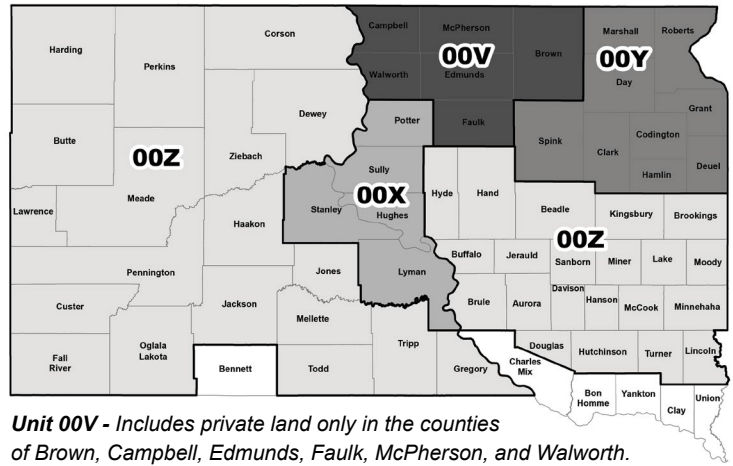 Corson
Campbell
McPherson
Marshall
Roberts
Harding
Perkins
00V
Brown
00Y
Walworth
Edmunds
Day
Dewey
Potter
Faulk
Grant
Butte
00Z
Ziebach
Spink
Codington
Clark
Sully
Hamlin
Deuel
Meade
00X
Hyde
Hand
Lawrence
Stanley
Hughes
Beadle
Kingsbury
Brookings
Haakon
00Z
Buffalo
Jerauld
Sanborn
Miner
Lake
Moody
Pennington
Jones
Lyman
Davison
Custer
Jackson
Brule
Aurora
Hanson
McCook
Minnehaha
Mellette
Oglala
Lakota
Tripp
Douglas
Hutchinson
Turner
Lincoln
Fall
River
Bennett
Todd
Gregory
Charles
Mix
Bon
Homme
Yankton
Clay
Union
Unit 00V - Includes private land only in the counties
of Brown, Campbell, Edmunds, Faulk, McPherson, and Walworth.